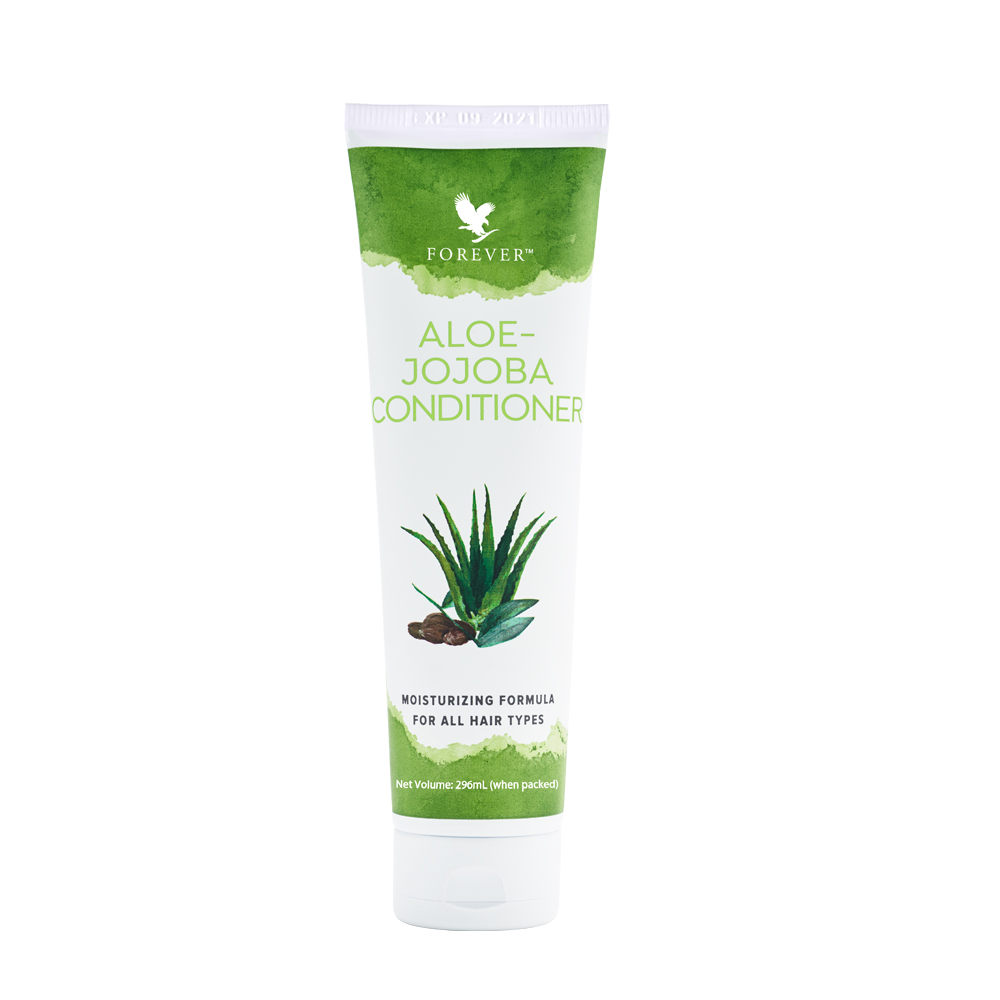 EXP 09 2021
FOREVER™
ALOE-
JOJOBA
CONDITIONER
MOISTURIZING FORMULA
FOR ALL HAIR TYPES
Net Volume: 296mL (when packed)